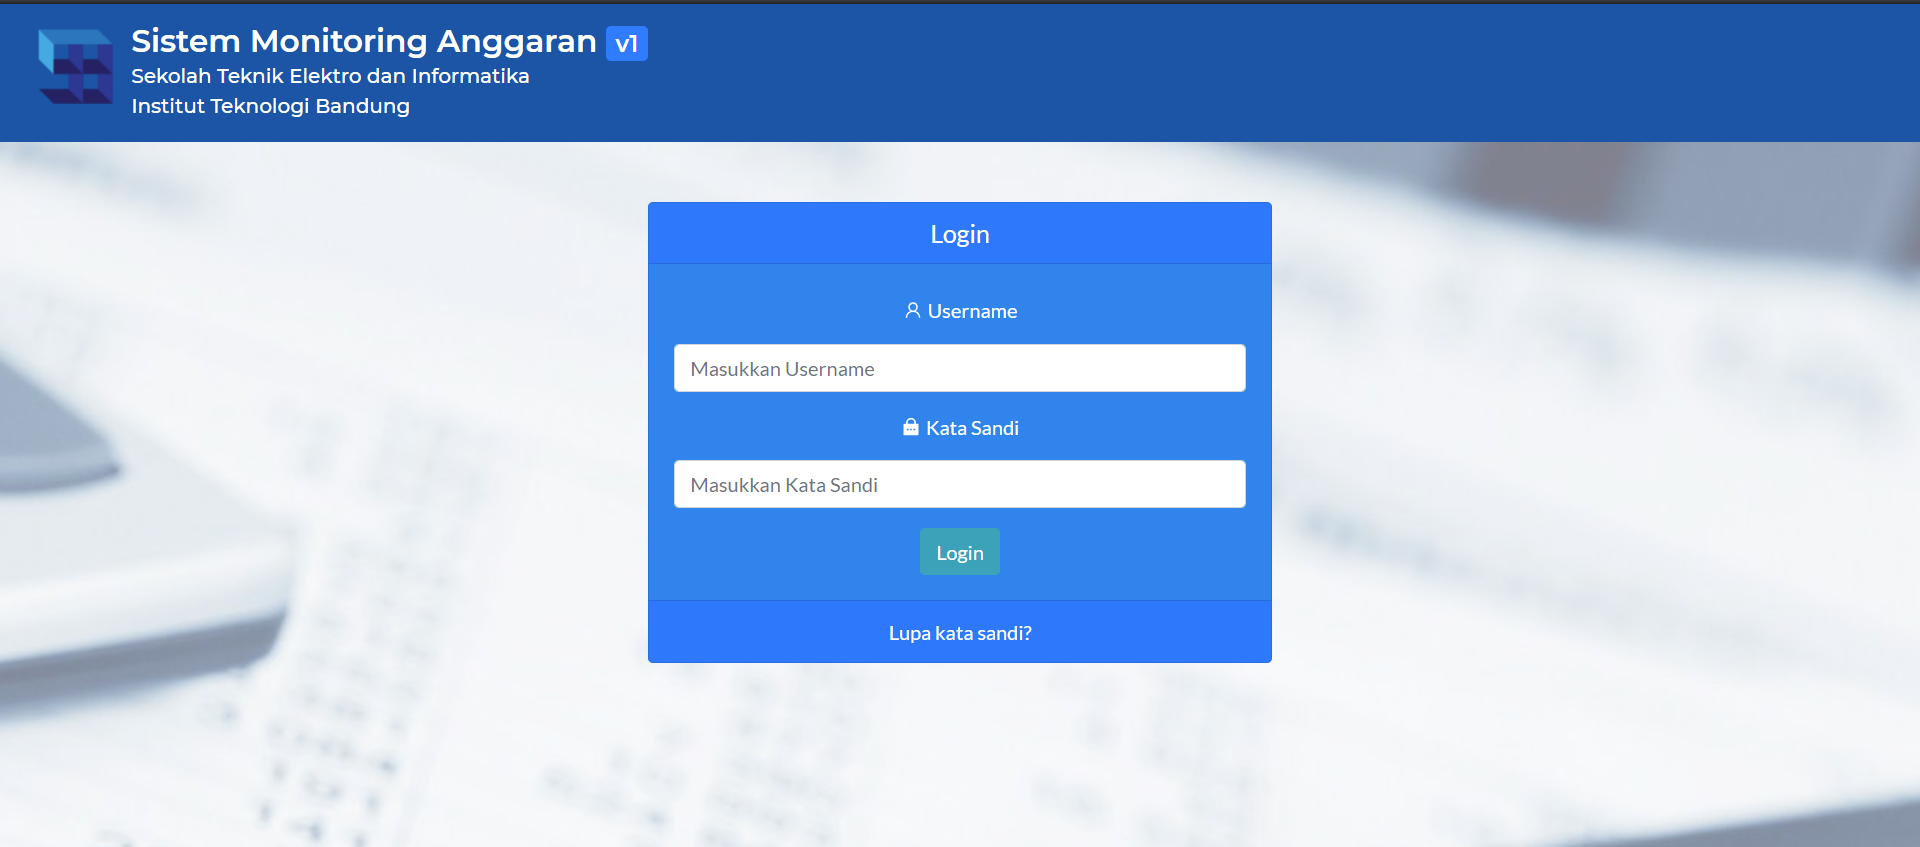 Sistem Monitoring Anggaran v1
Sekolah Teknik Elektro dan Informatika
Institut Teknologi Bandung
Login
Username
Masukkan Username
Kata Sandi
Masukkan Kata Sandi
Login
Lupa kata sandi?